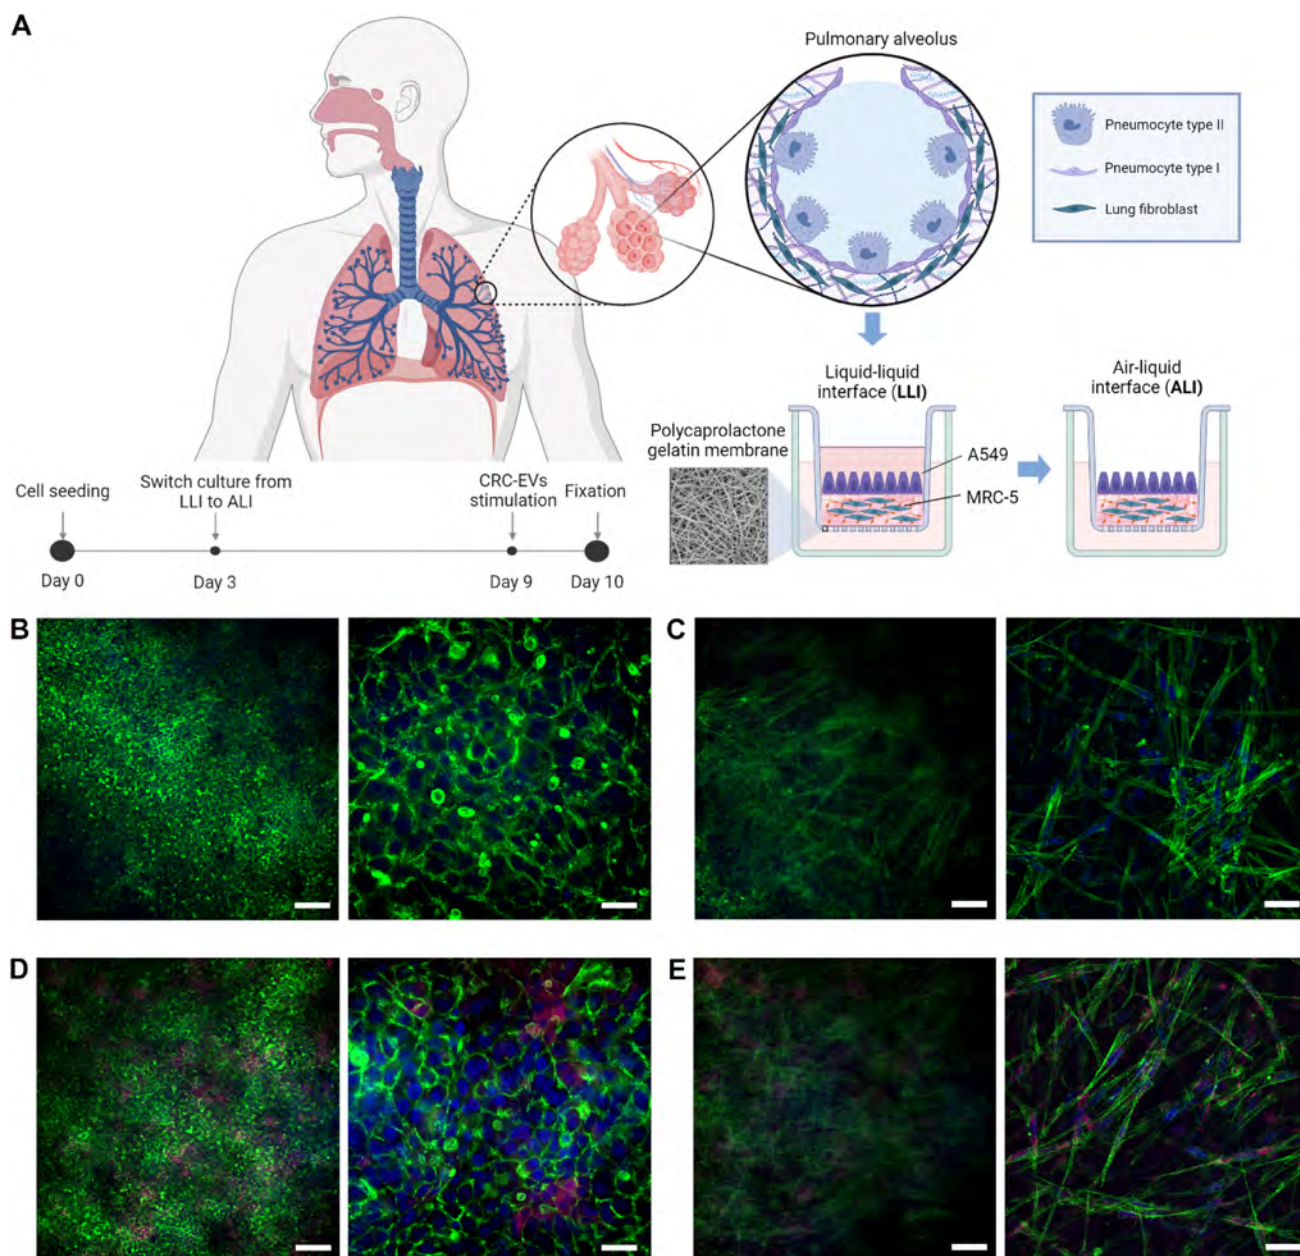 A
Pulmonary alveolus
Pneumocyte type II
Pneumocyte type I
Lung fibroblast
Liquid-liquid
interface (LLI)
Air-liquid
interface (ALI)
Polycaprolactone
gelatin membrane
A549
MRC-5
Cell seeding
Switch culture from
LLI to ALI
CRC-EVs
stimulation
Fixation
Day 0
Day 3
Day 9
Day 10
B
C
D
E